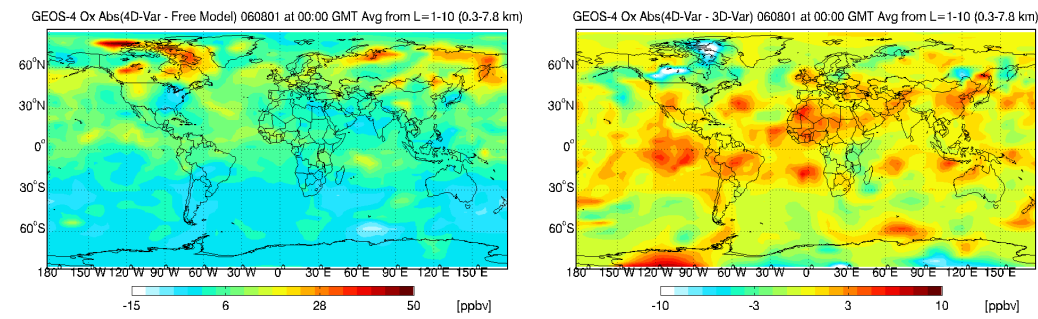 GEOS-4 Ox Abs(4D-Var - Free Model) 060801 at 00:00 GMT Avg from L=1-10 (0.3-7.8 km)
60°N
30°N
0°
30°S
60°S
180 150°W 120°W 90°W 60°W 30°W 0° 30°E 60°E 90°E 120°E 150°E
-15 6 28 50 [ppbv]
GEOS-4 Ox Abs(4D-Var - 3D-Var) 060801 at 00:00 GMT Avg from L=1-10 (0.3-7.8 km)
60°N
30°N
0°
30°S
60°S
180 150°W 120°W 90°W 60°W 30°W 0° 30°E 60°E 90°E 120°E 150°E
-10 -3 3 10 [ppbv]